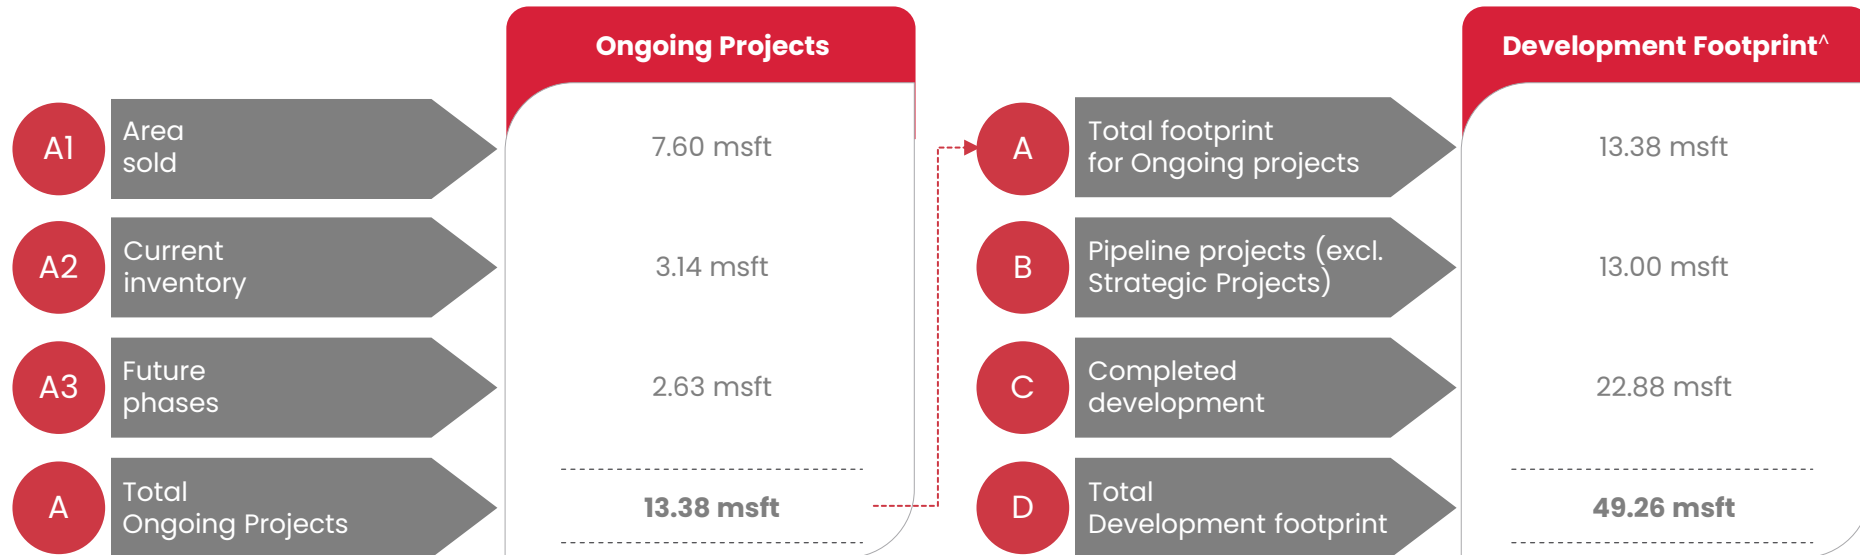 Ongoing Projects
A1
Area
sold
7.60 msft
A2
Current
inventory
3.14 msft
A3
Future
phases
2.63 msft
A
Total
Ongoing Projects
13.38 msft
Development Footprint^
A
Total footprint
for Ongoing projects
13.38 msft
B
Pipeline projects (excl.
Strategic Projects)
13.00 msft
C
Completed
development
22.88 msft
D
Total
Development footprint
49.26 msft